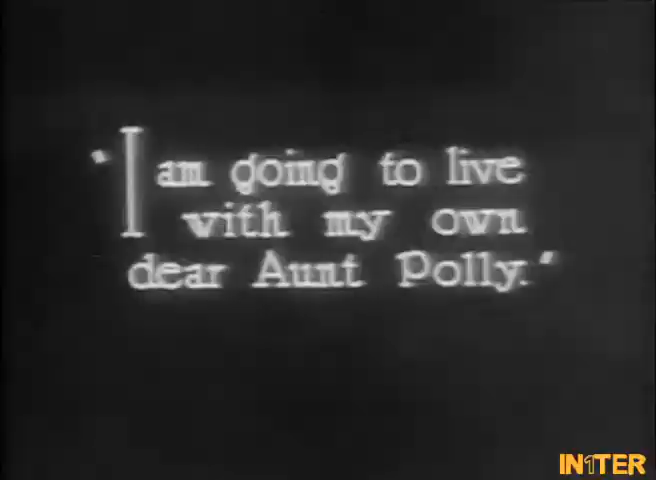 "I am going to live
with my own
dear Aunt Polly."
IN1TER